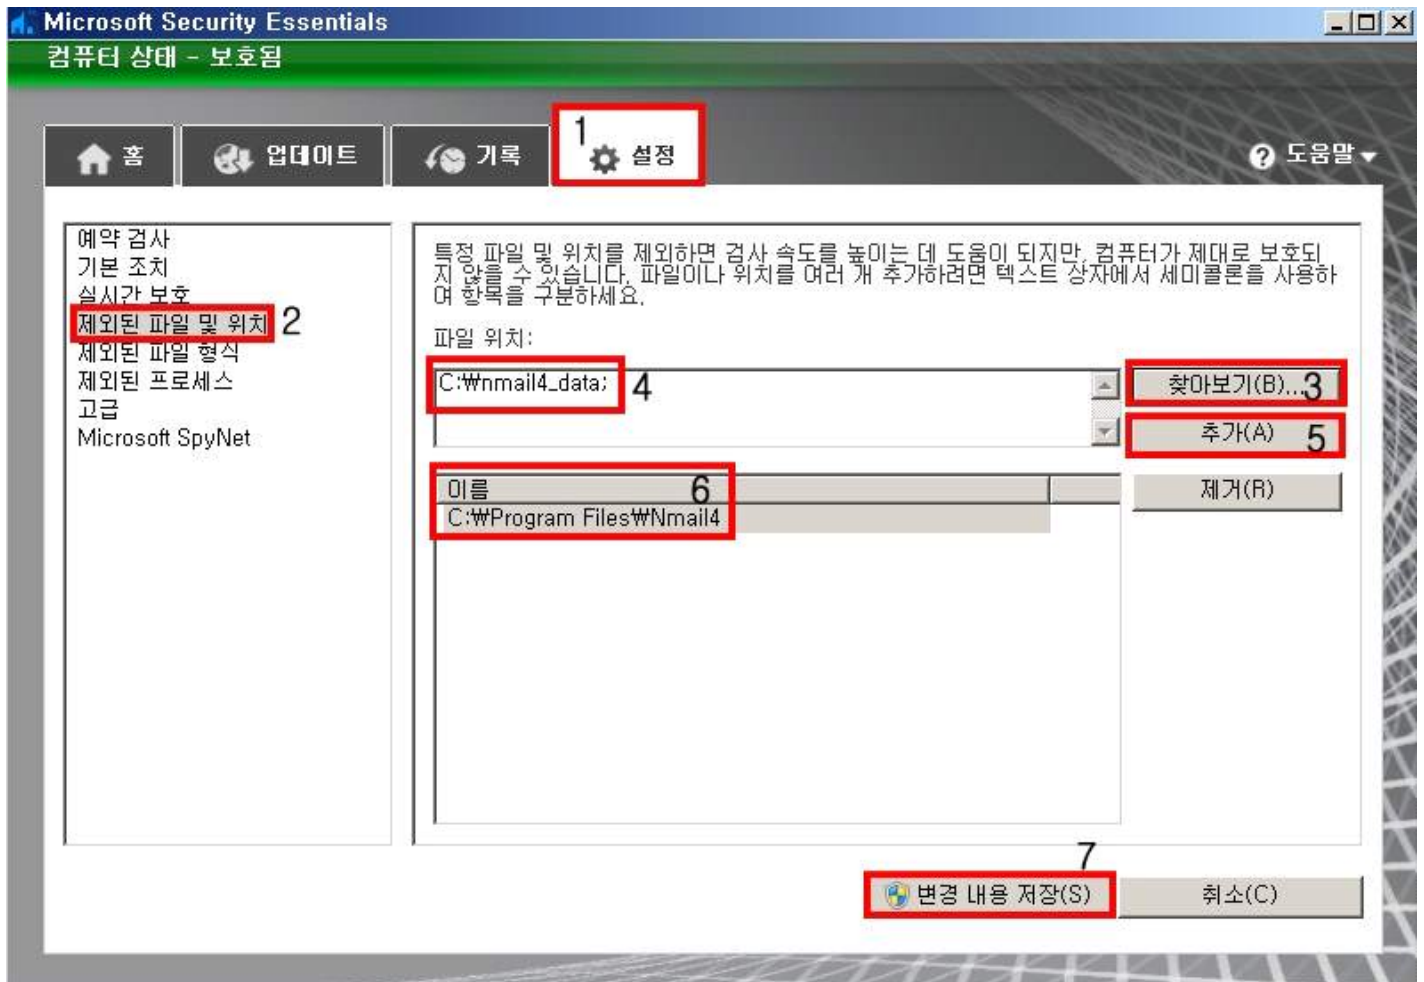 Microsoft Security Essentials
컴퓨터 상태 - 보호됨
홈
업데이트
기록
1
설정
도움말
예약 검사
기본 조치
실시간 보호
제외된 파일 및 위치 2
제외된 파일 형식
제외된 프로세스
고급
Microsoft SpyNet
특정 파일 및 위치를 제외하면 검사 속도를 높이는 데 도움이 되지만, 컴퓨터가 제대로 보호되
지 않을 수 있습니다. 파일이나 위치를 여러 개 추가하려면 텍스트 상자에서 세미콜론을 사용하
여 항목을 구분하세요.
파일 위치:
C:₩nmail4_data; 4
찾아보기(B)... 3
추가(A) 5
이름 6
제거(R)
C:₩Program Files₩Nmail4
7
변경 내용 저장(S)
취소(C)